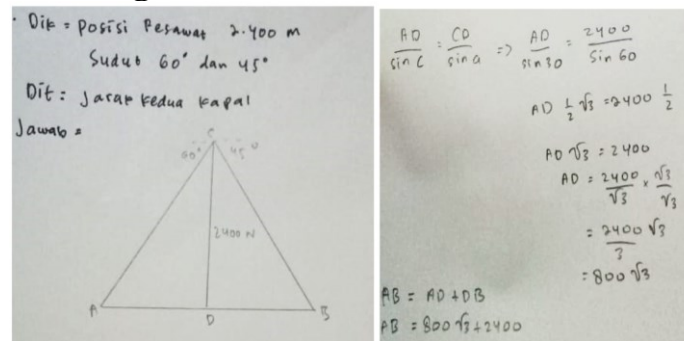 · Dik = Posisi Pesawat 2.400 m
Sudut 60° dan 45°
Dit : Jarak kedua kapal
Jawab =
C
60° 45°
2400 M
A
D
B
AD/sin C = CD/sin a => AD/sin 30 = 2400/Sin 60
AD 1/2 √3 = 2400 1/2
AD √3 = 2400
AD = 2400/√3 × √3/√3
= 2400/3 √3
= 800 √3
AB = AD + DB
AB = 800 √3 + 2400